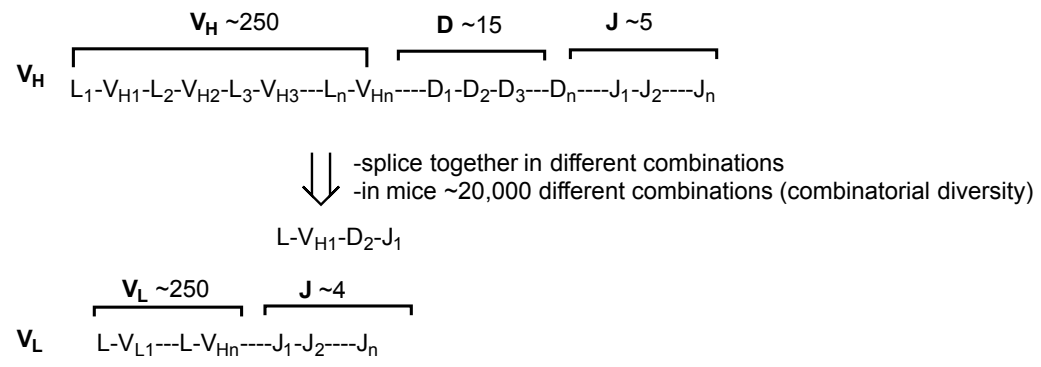 V_H ~250 D ~15 J ~5
V_H L_1-V_H1-L_2-V_H2-L_3-V_H3---L_n-V_Hn----D_1-D_2-D_3---D_n----J_1-J_2----J_n
-splice together in different combinations
-in mice ~20,000 different combinations (combinatorial diversity)
L-V_H1-D_2-J_1
V_L ~250 J ~4
V_L L-V_L1---L-V_Hn----J_1-J_2----J_n